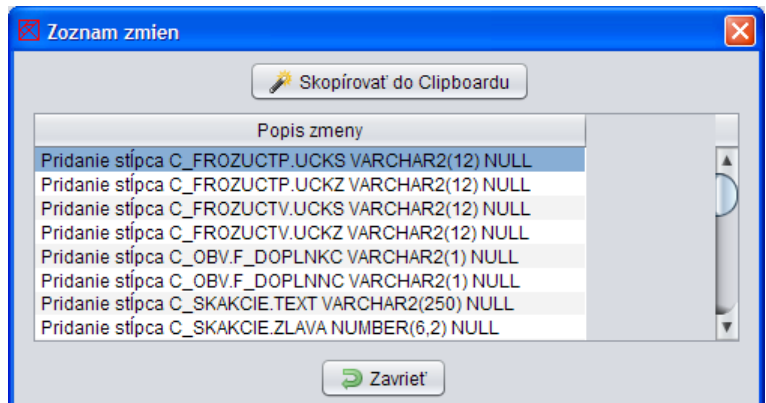 Zoznam zmien
Skopírovať do Clipboardu
Popis zmeny
Pridanie stĺpca C_FROZUCTP.UCKS VARCHAR2(12) NULL
Pridanie stĺpca C_FROZUCTP.UCKZ VARCHAR2(12) NULL
Pridanie stĺpca C_FROZUCTV.UCKS VARCHAR2(12) NULL
Pridanie stĺpca C_FROZUCTV.UCKZ VARCHAR2(12) NULL
Pridanie stĺpca C_OBV.F_DOPLNKC VARCHAR2(1) NULL
Pridanie stĺpca C_OBV.F_DOPLNNC VARCHAR2(1) NULL
Pridanie stĺpca C_SKAKCIE.TEXT VARCHAR2(250) NULL
Pridanie stĺpca C_SKAKCIE.ZLAVA NUMBER(6,2) NULL
Zavrieť